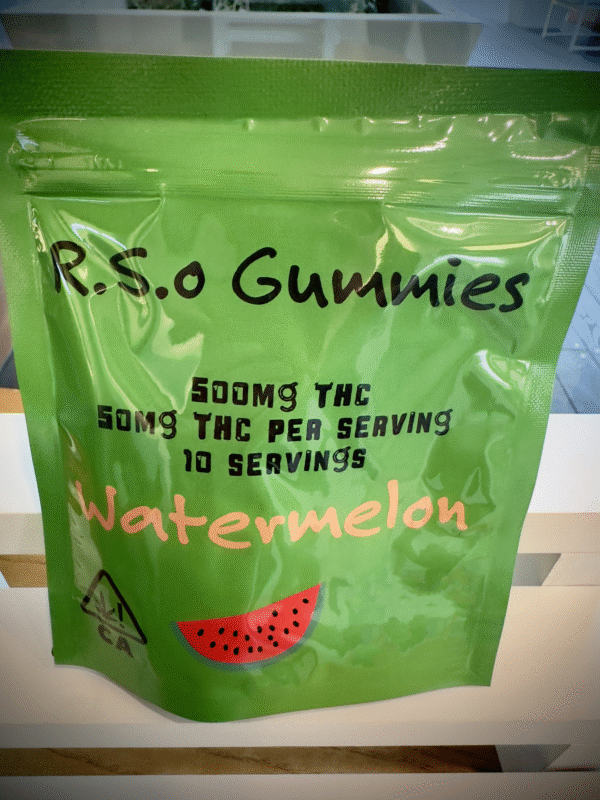 R.S.o Gummies
500Mg THC
50Mg THC PER SERVINg
10 SERVINgS
Watermelon
CA